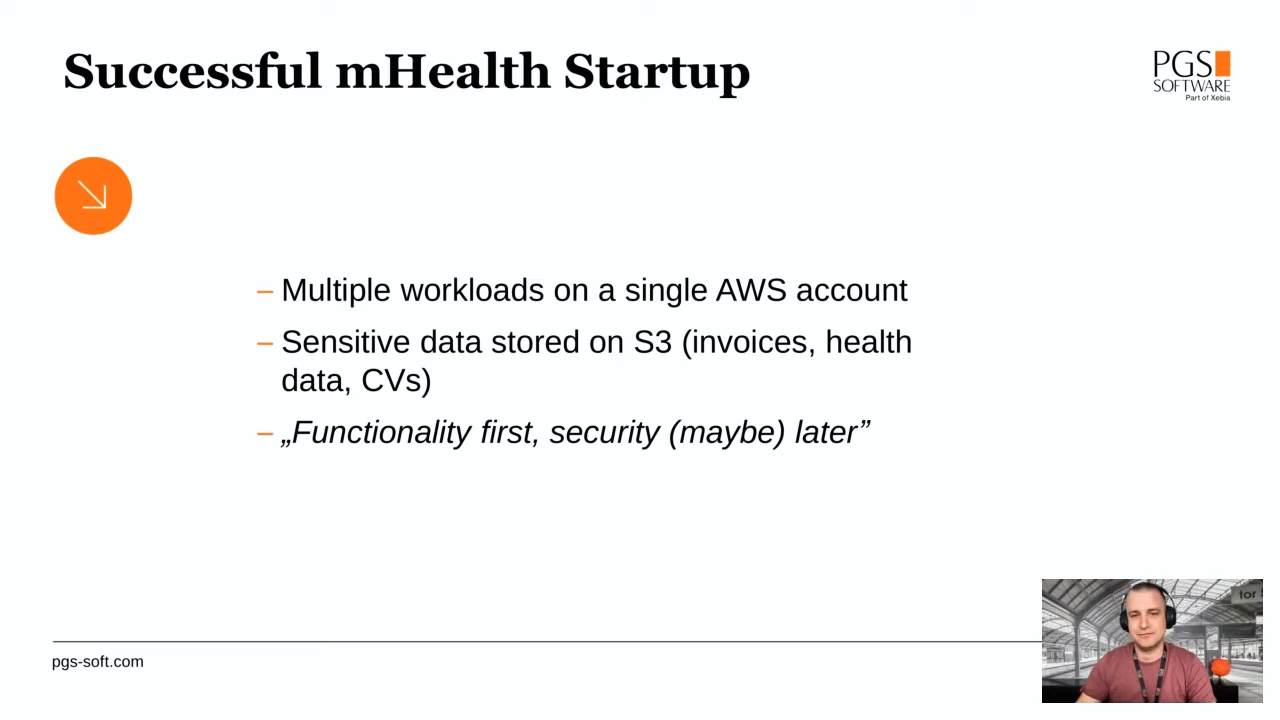 Successful mHealth Startup
PGS
SOFTWARE
Part of Xebia
– Multiple workloads on a single AWS account
– Sensitive data stored on S3 (invoices, health
data, CVs)
– „Functionality first, security (maybe) later”
for
pgs-soft.com